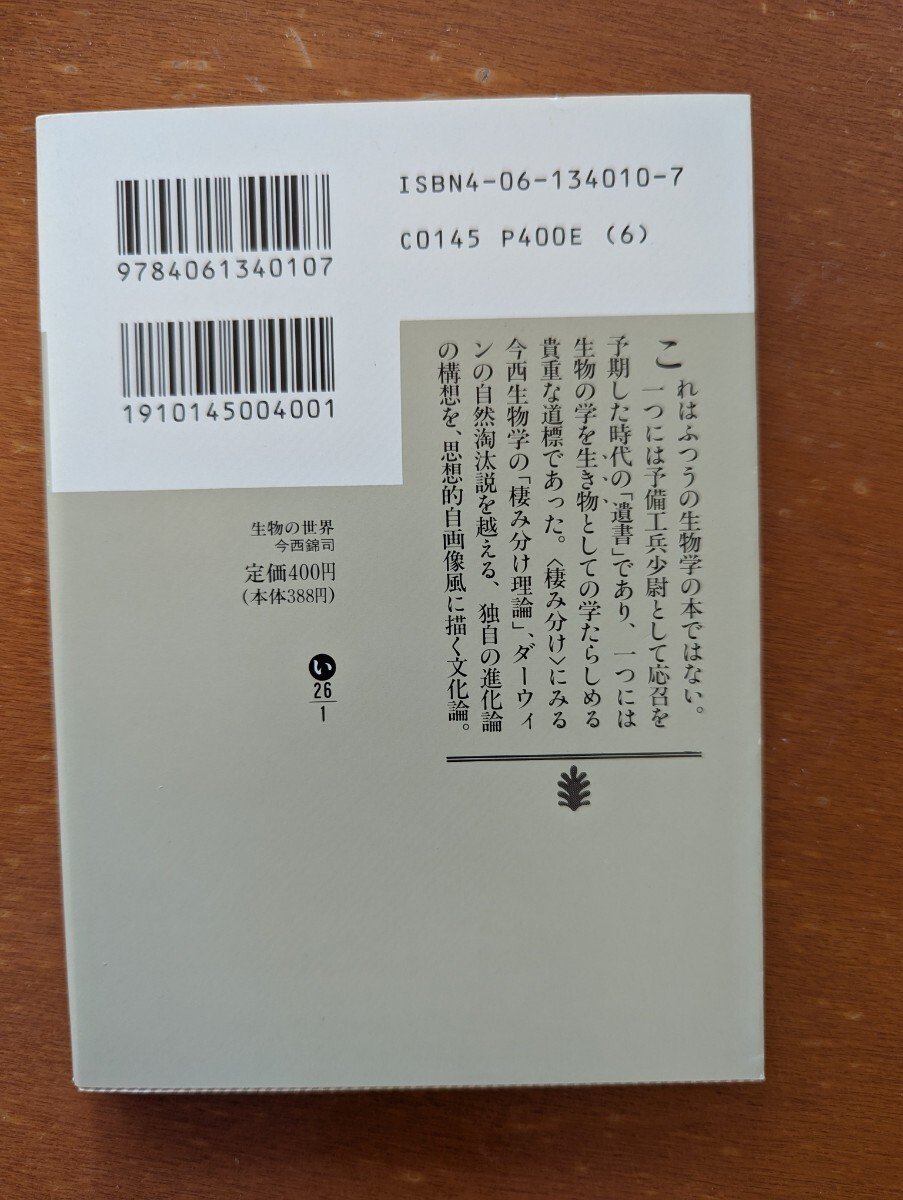 ISBN4-06-134010-7
C0145 P400E (6)
9784061340107
1910145004001
これはふつうの生物学の本ではない。
一つには予備工兵少尉として応召を
予期した時代の「遺書」であり、一つには
生物の学を生き物としての学たらしめる
貴重な道標であった。〈棲み分け〉にみる
今西生物学の「棲み分け理論」、ダーウィ
ンの自然淘汰説を越える、独自の進化論
の構想を、思想的自画像風に描く文化論。
生物の世界
今西錦司
定価400円
(本体388円)
い
26
1